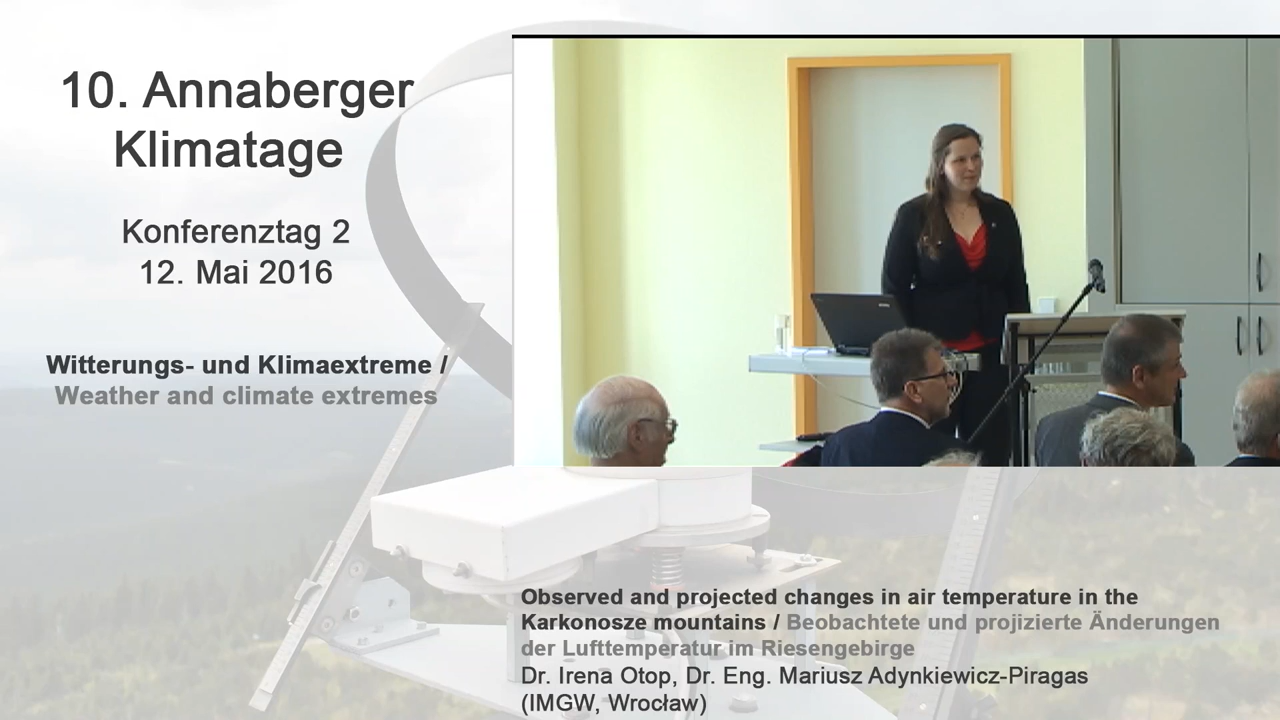 10. Annaberger
Klimatage
Konferenztag 2
12. Mai 2016
Witterungs- und Klimaextreme /
Weather and climate extremes
Observed and projected changes in air temperature in the
Karkonosze mountains / Beobachtete und projizierte Änderungen
der Lufttemperatur im Riesengebirge
Dr. Irena Otop, Dr. Eng. Mariusz Adynkiewicz-Piragas
(IMGW, Wrocław)